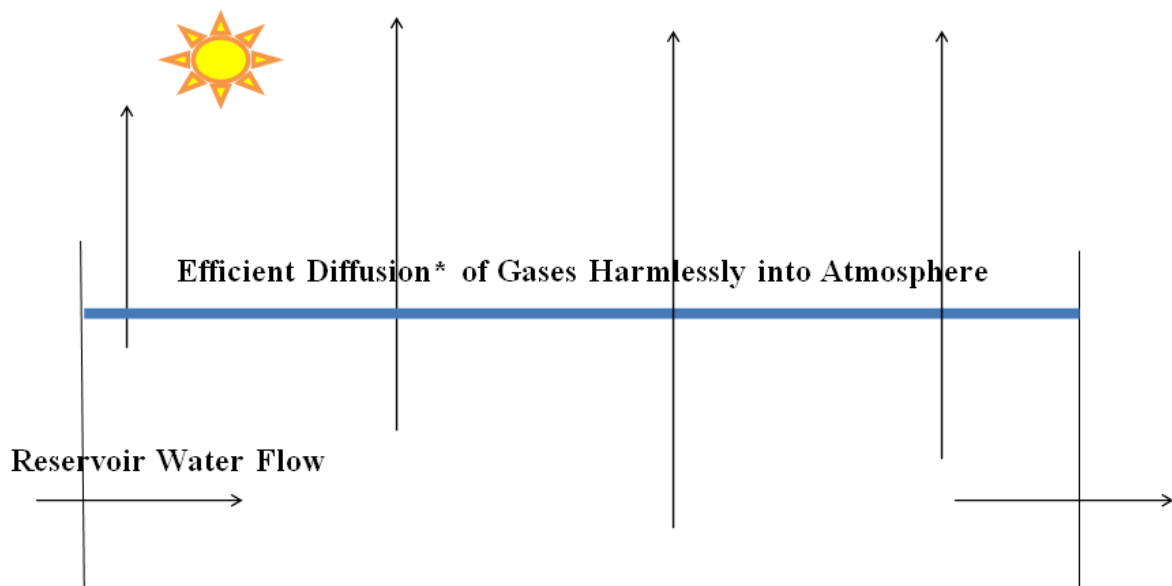 Efficient Diffusion* of Gases Harmlessly into Atmosphere
Reservoir Water Flow